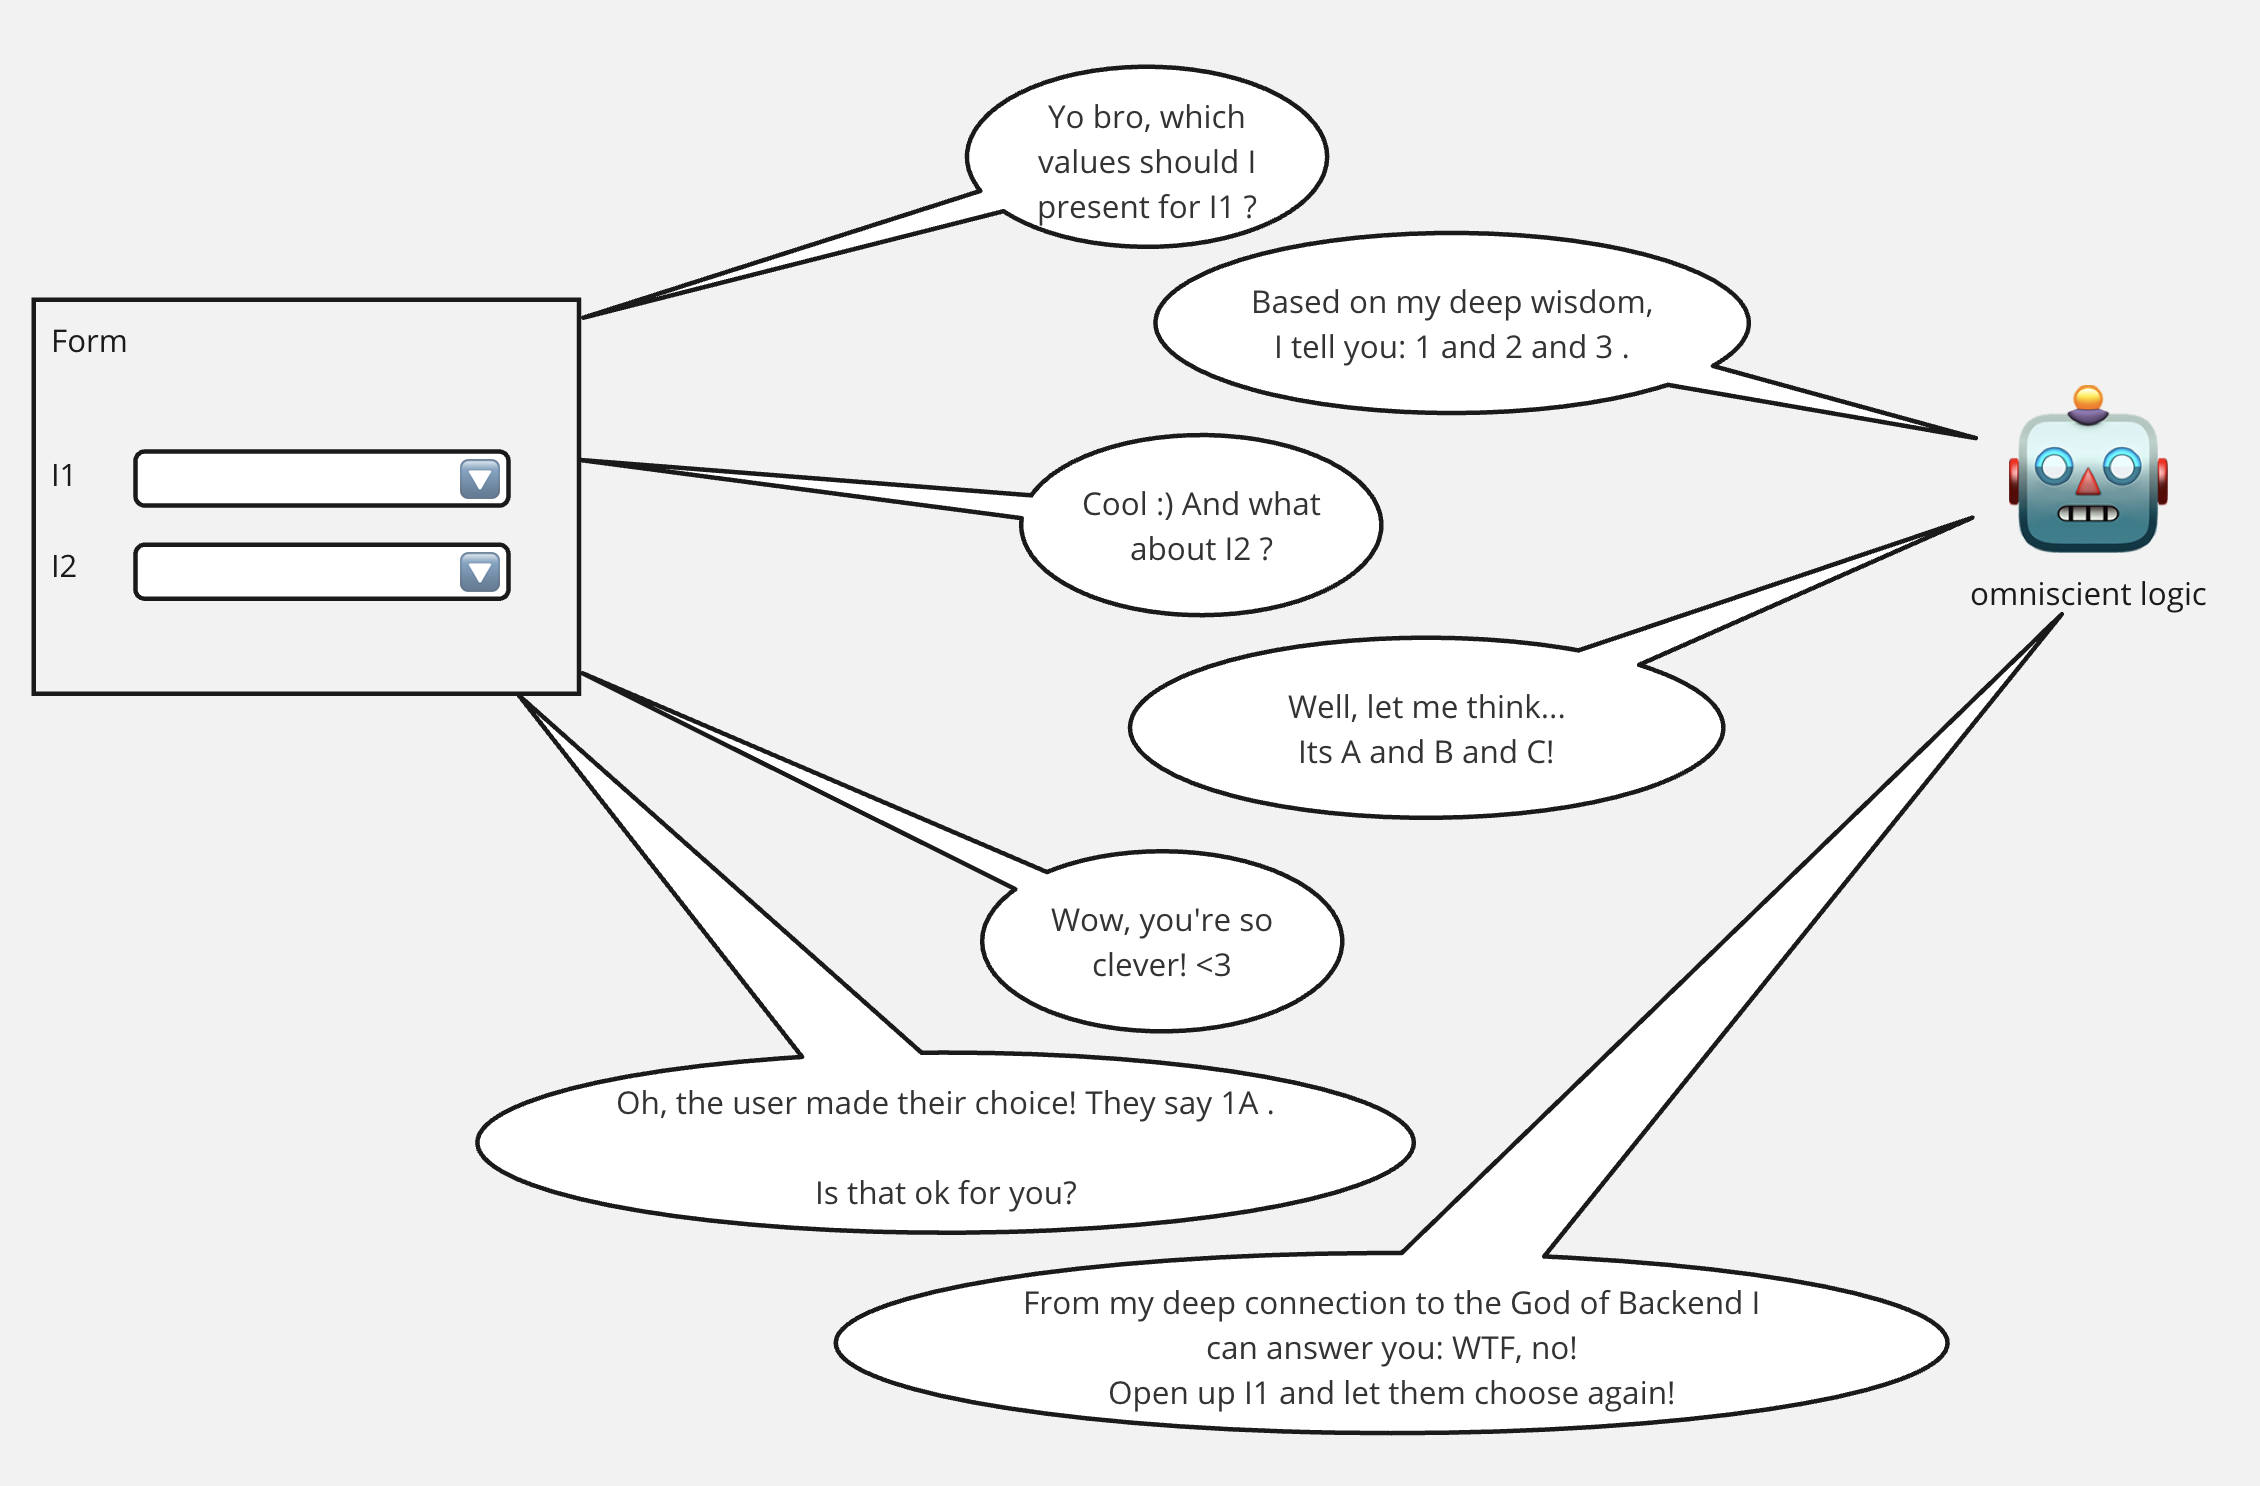 Yo bro, which
values should I
present for I1 ?
Based on my deep wisdom,
I tell you: 1 and 2 and 3 .
Form
I1
I2
Cool :) And what
about I2 ?
omniscient logic
Well, let me think...
Its A and B and C!
Wow, you're so
clever! <3
Oh, the user made their choice! They say 1A .
Is that ok for you?
From my deep connection to the God of Backend I
can answer you: WTF, no!
Open up I1 and let them choose again!